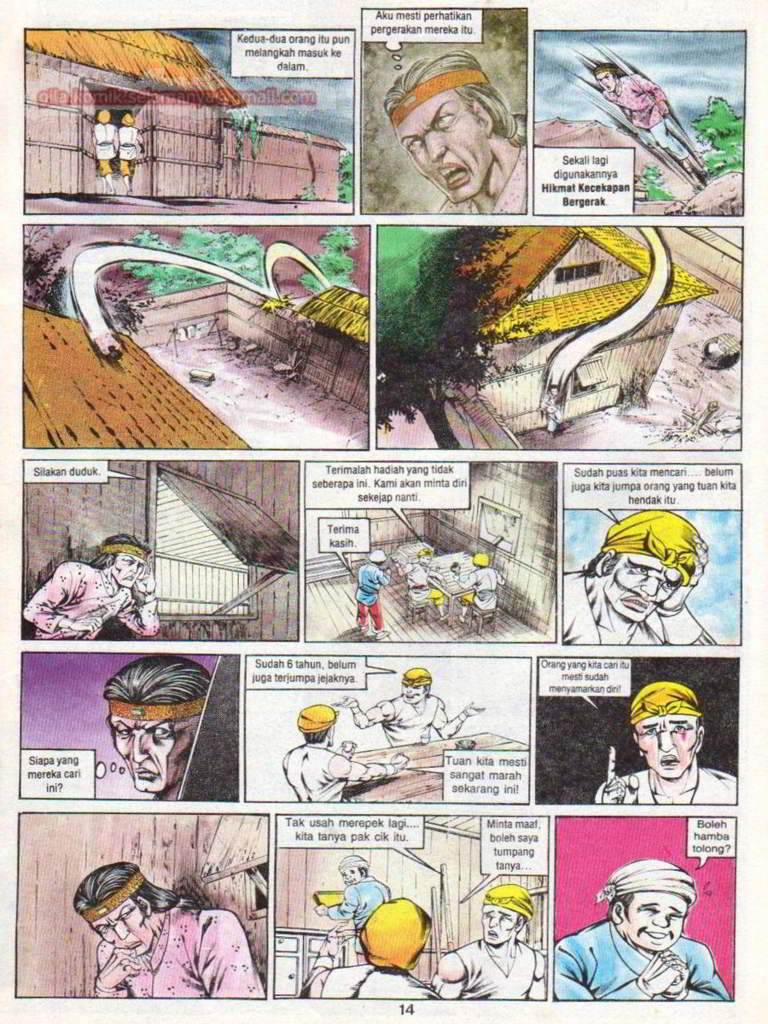 Kedua-dua orang itu pun
melangkah masuk ke
dalam.
Aku mesti perhatikan
pergerakan mereka itu.
Sekali lagi
digunakannya
Hikmat Kecekapan
Bergerak.
Silakan duduk.
Terimalah hadiah yang tidak
seberapa ini. Kami akan minta diri
sekejap nanti.
Terima
kasih.
Sudah puas kita mencari.... belum
juga kita jumpa orang yang tuan kita
hendak itu.
Siapa yang
mereka cari
ini?
Sudah 6 tahun, belum
juga terjumpa jejaknya.
Tuan kita mesti
sangat marah
sekarang ini!
Orang yang kita cari itu
mesti sudah
menyamarkan diri!
Tak usah merepek lagi....
kita tanya pak cik itu.
Minta maaf,
boleh saya
tumpang
tanya...
Boleh
hamba
tolong?
14